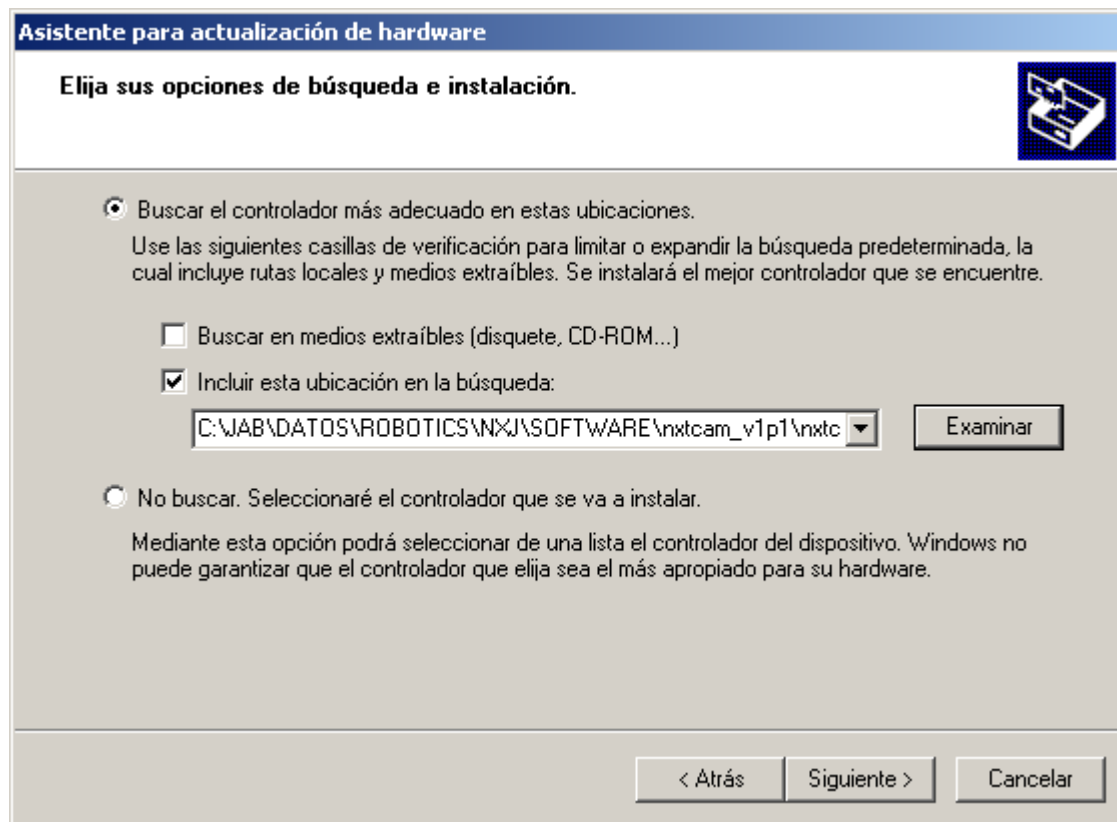 Asistente para actualización de hardware
Elija sus opciones de búsqueda e instalación.
Buscar el controlador más adecuado en estas ubicaciones.
Use las siguientes casillas de verificación para limitar o expandir la búsqueda predeterminada, la
cual incluye rutas locales y medios extraíbles. Se instalará el mejor controlador que se encuentre.
Buscar en medios extraíbles (disquete, CD-ROM...)
Incluir esta ubicación en la búsqueda:
C:\JAB\DATOS\ROBOTICS\NXJ\SOFTWARE\nxtcam_v1p1\nxtc
Examinar
No buscar. Seleccionaré el controlador que se va a instalar.
Mediante esta opción podrá seleccionar de una lista el controlador del dispositivo. Windows no
puede garantizar que el controlador que elija sea el más apropiado para su hardware.
< Atrás
Siguiente >
Cancelar